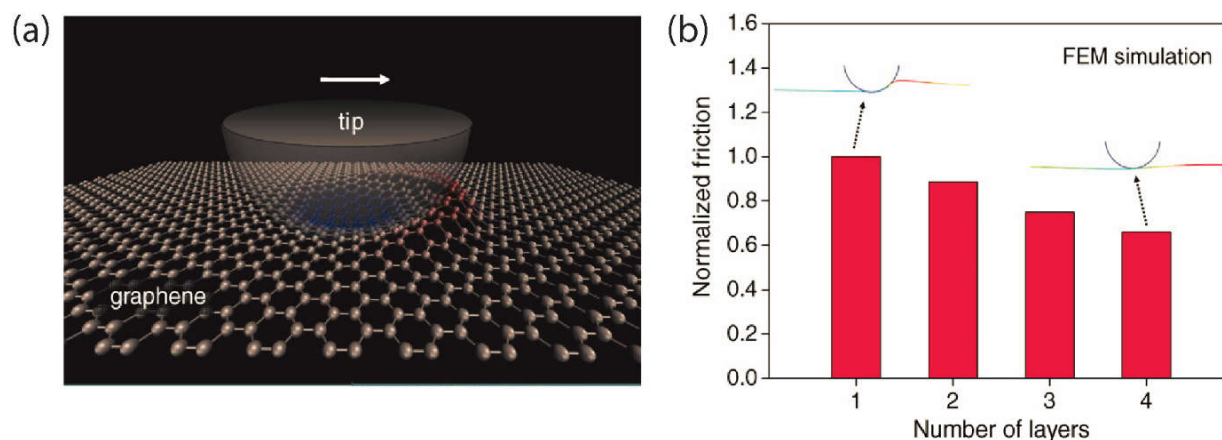 (a)
tip
graphene
(b)
Normalized friction
1.6
1.4
1.2
1.0
0.8
0.6
0.4
0.2
0.0
FEM simulation
1 2 3 4
Number of layers